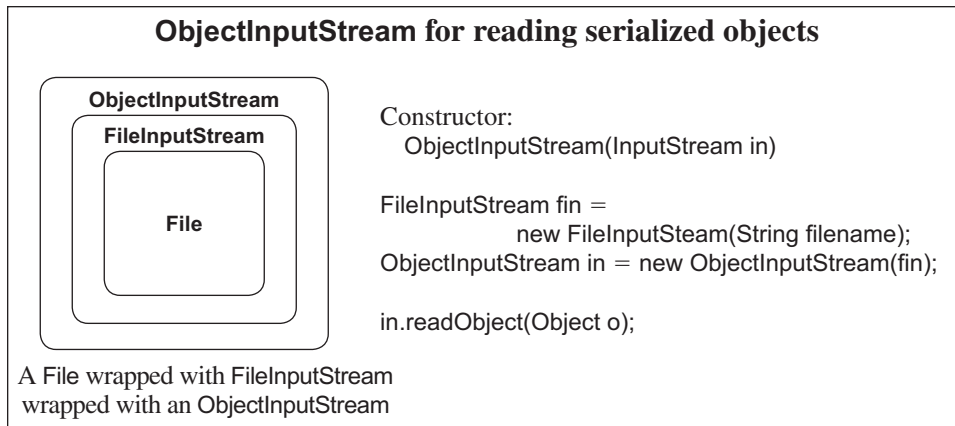 ObjectInputStream for reading serialized objects
ObjectInputStream
FileInputStream
File
Constructor:
ObjectInputStream(InputStream in)
FileInputStream fin =
new FileInputSteam(String filename);
ObjectInputStream in = new ObjectInputStream(fin);
in.readObject(Object o);
A File wrapped with FileInputStream
wrapped with an ObjectInputStream